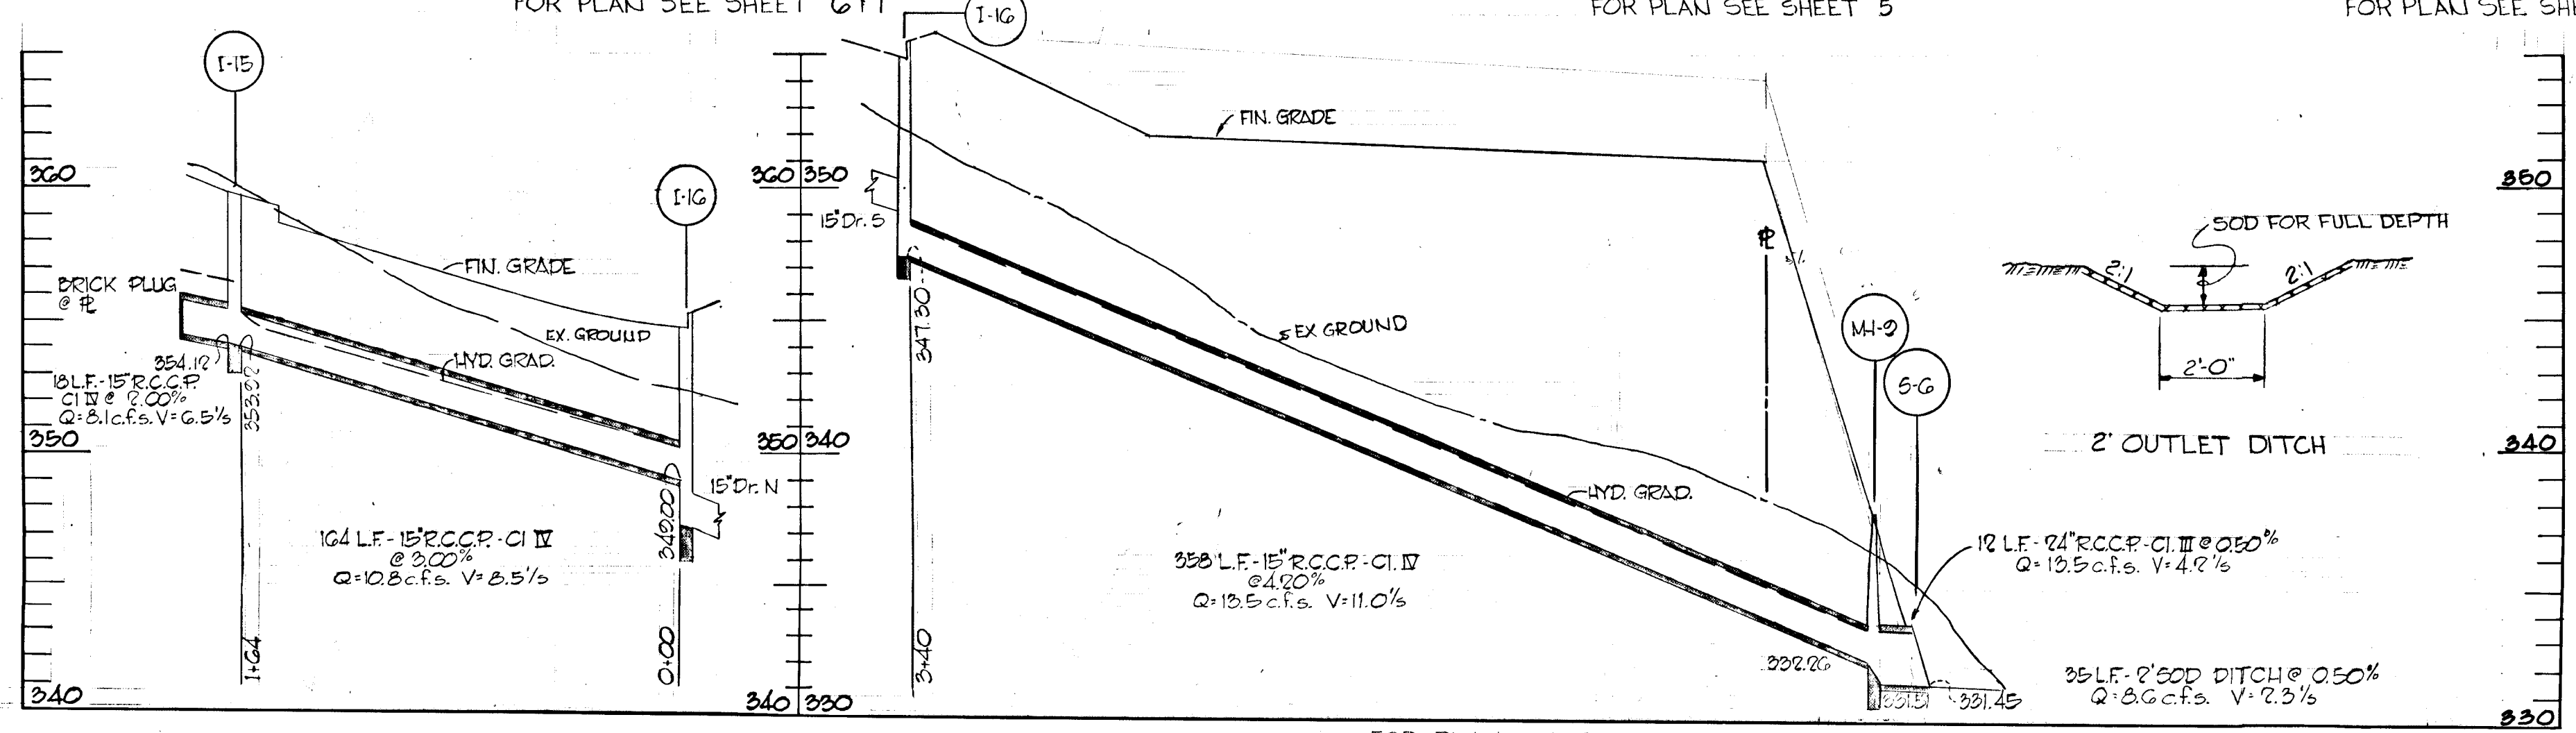 FOR PLAN SEE SHEET 6 & 7
FOR PLAN SEE SHEET 5
FOR PLAN SEE SHE
I-15
360
BRICK PLUG
@ ℄
354.12
18 L.F.-15" R.C.C.P.
Cl IV @ 2.00%
Q=8.1 c.f.s. V=6.5'/s
350
340
353.92
1+64
FIN. GRADE
EX. GROUND
HYD. GRAD.
164 L.F.-15" R.C.C.P.-Cl IV
@ 3.00%
Q=10.8 c.f.s. V=8.5'/s
I-16
349.00
0+00
15" Dr. N
360 350
350 340
340 330
I-16
15" Dr. S
347.30
3+40
FIN. GRADE
EX GROUND
HYD. GRAD.
358 L.F.-15" R.C.C.P.-Cl. IV
@ 4.20%
Q=13.5 c.f.s. V=11.0'/s
℄
MH-9
S-6
332.26
331.51
331.45
12 L.F.-24" R.C.C.P.-Cl. III @ 0.50%
Q=13.5 c.f.s. V=4.2'/s
35 L.F.-2' SOD DITCH @ 0.50%
Q=8.6 c.f.s. V=2.3'/s
SOD FOR FULL DEPTH
2:1
2:1
2'-0"
2' OUTLET DITCH
350
340
330